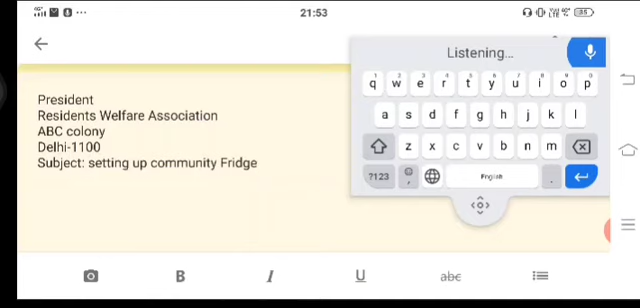 21:53
Listening...
President
Residents Welfare Association
ABC colony
Delhi-1100
Subject: setting up community Fridge
q w e r t y u i o p
a s d f g h j k l
z x c v b n m
?123 , English .
B I U abc